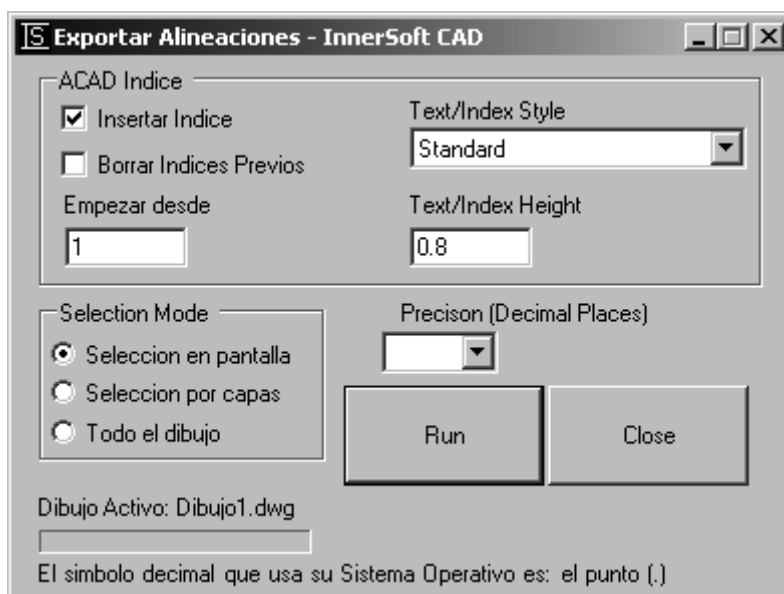 IS Exportar Alineaciones - InnerSoft CAD
ACAD Indice
Insertar Indice
Borrar Indices Previos
Empezar desde
1
Text/Index Style
Standard
Text/Index Height
0.8
Selection Mode
Seleccion en pantalla
Seleccion por capas
Todo el dibujo
Precison (Decimal Places)
Run
Close
Dibujo Activo: Dibujo1.dwg
El simbolo decimal que usa su Sistema Operativo es: el punto (.)